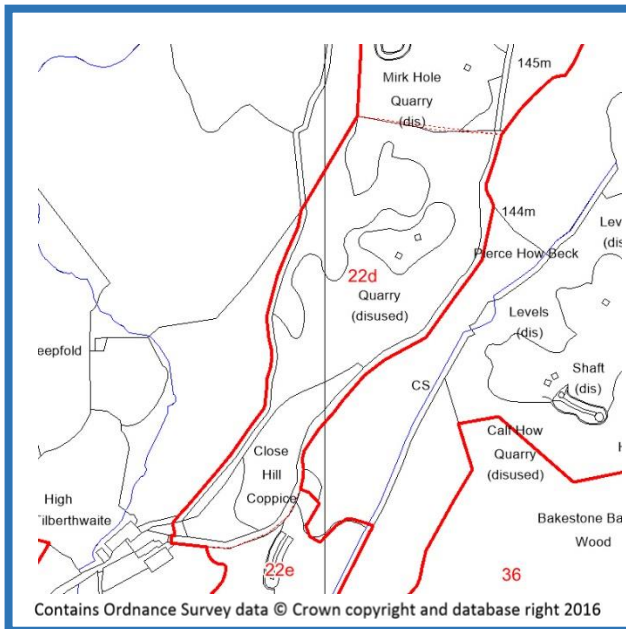 145m
Mirk Hole
Quarry
(dis)
144m
Pierce How Beck
Lev
(dis
22d
Quarry
(disused)
Levels
(dis)
eepfold
Shaft
(dis)
CS
Calf How
Quarry
(disused)
Close
Hill
Coppice
High
ilberthwaite
Bakestone Ba
Wood
22e
36
Contains Ordnance Survey data © Crown copyright and database right 2016